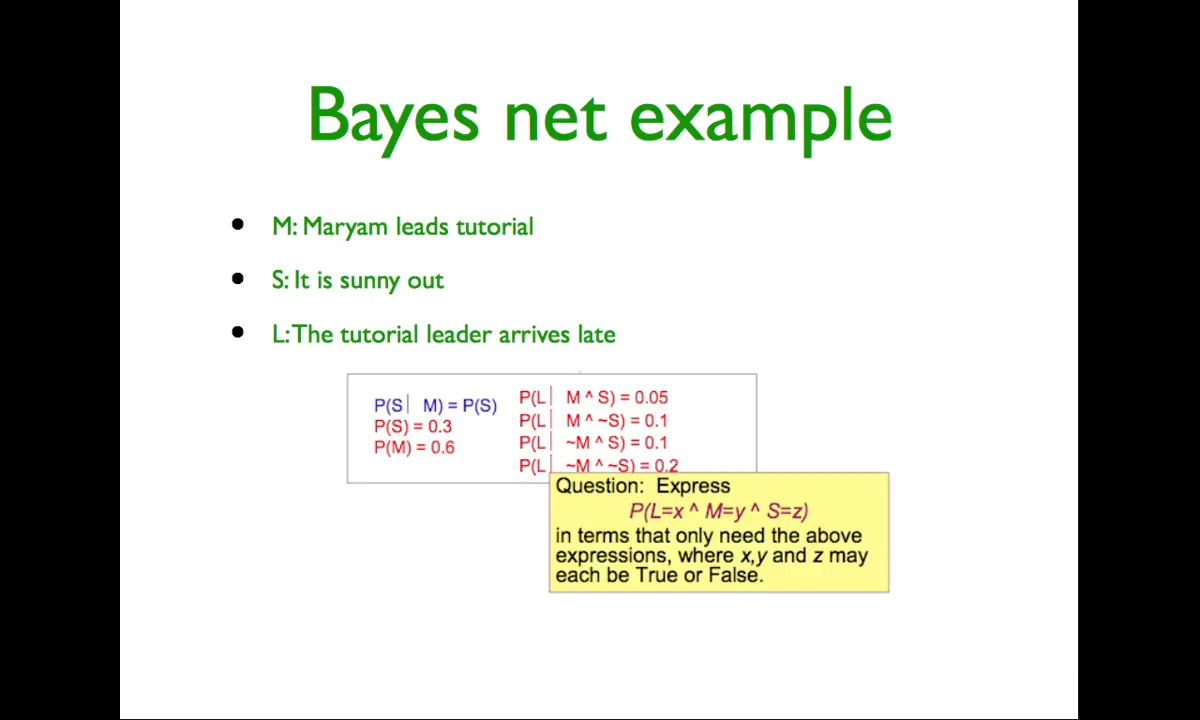 Bayes net example
• M: Maryam leads tutorial
• S: It is sunny out
• L: The tutorial leader arrives late
P(S| M) = P(S)
P(S) = 0.3
P(M) = 0.6
P(L| M ^ S) = 0.05
P(L| M ^ ~S) = 0.1
P(L| ~M ^ S) = 0.1
P(L| ~M ^ ~S) = 0.2
Question: Express
P(L=x ^ M=y ^ S=z)
in terms that only need the above
expressions, where x,y and z may
each be True or False.